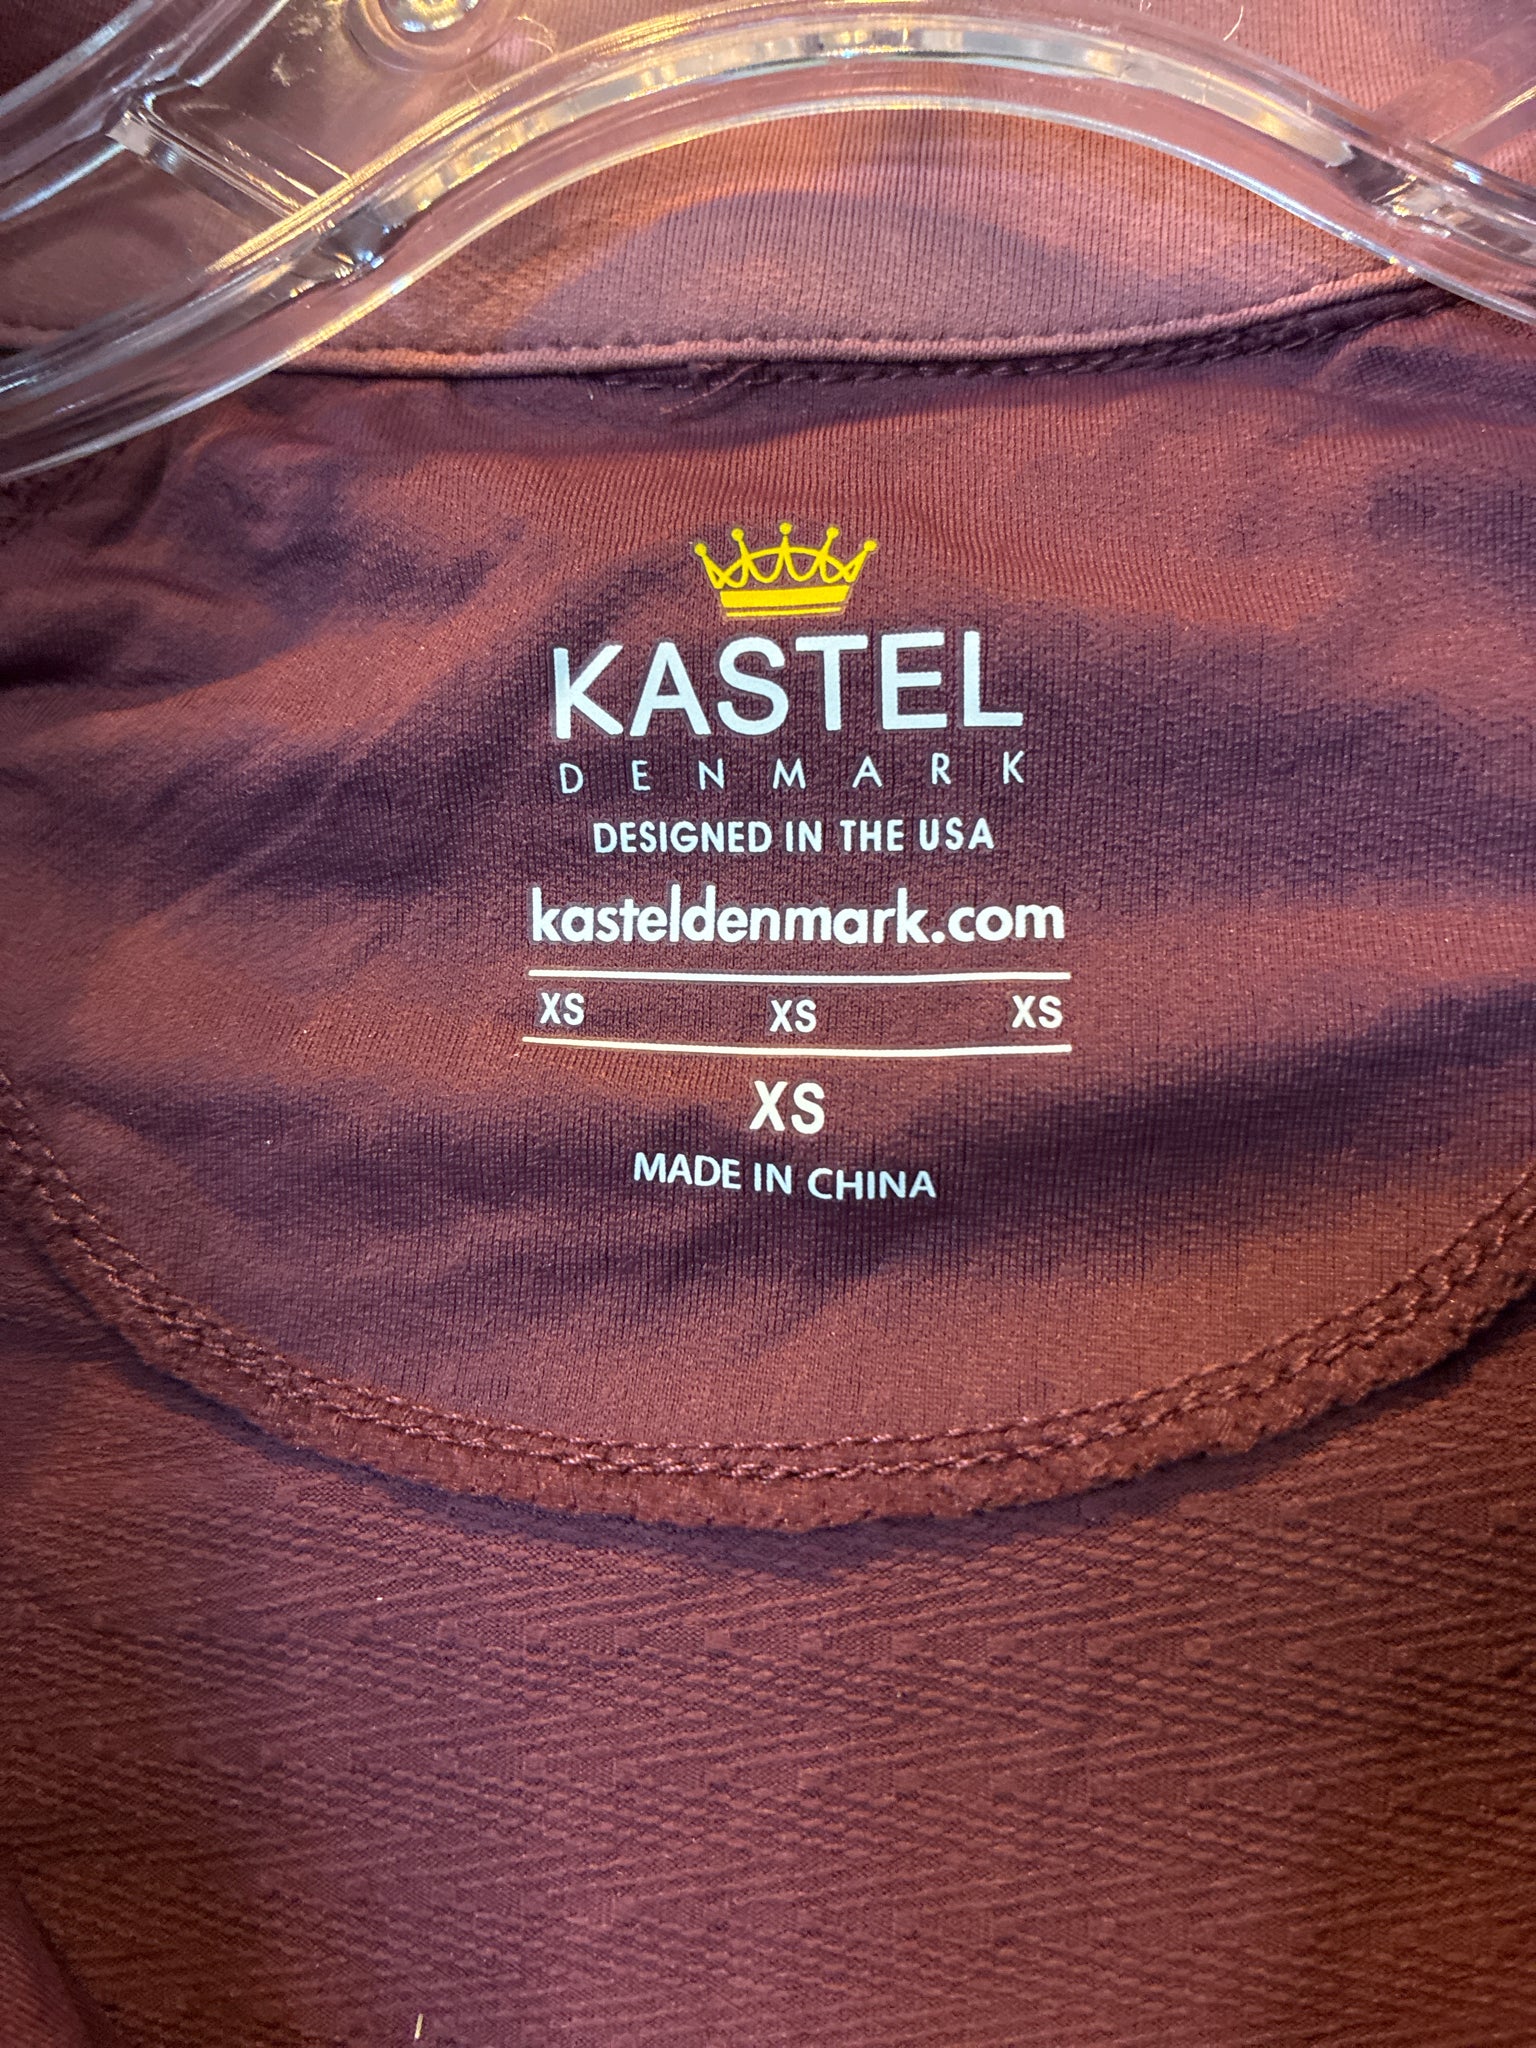 KASTEL
DENMARK
DESIGNED IN THE USA
kasteldenmark.com
XS XS XS
XS
MADE IN CHINA